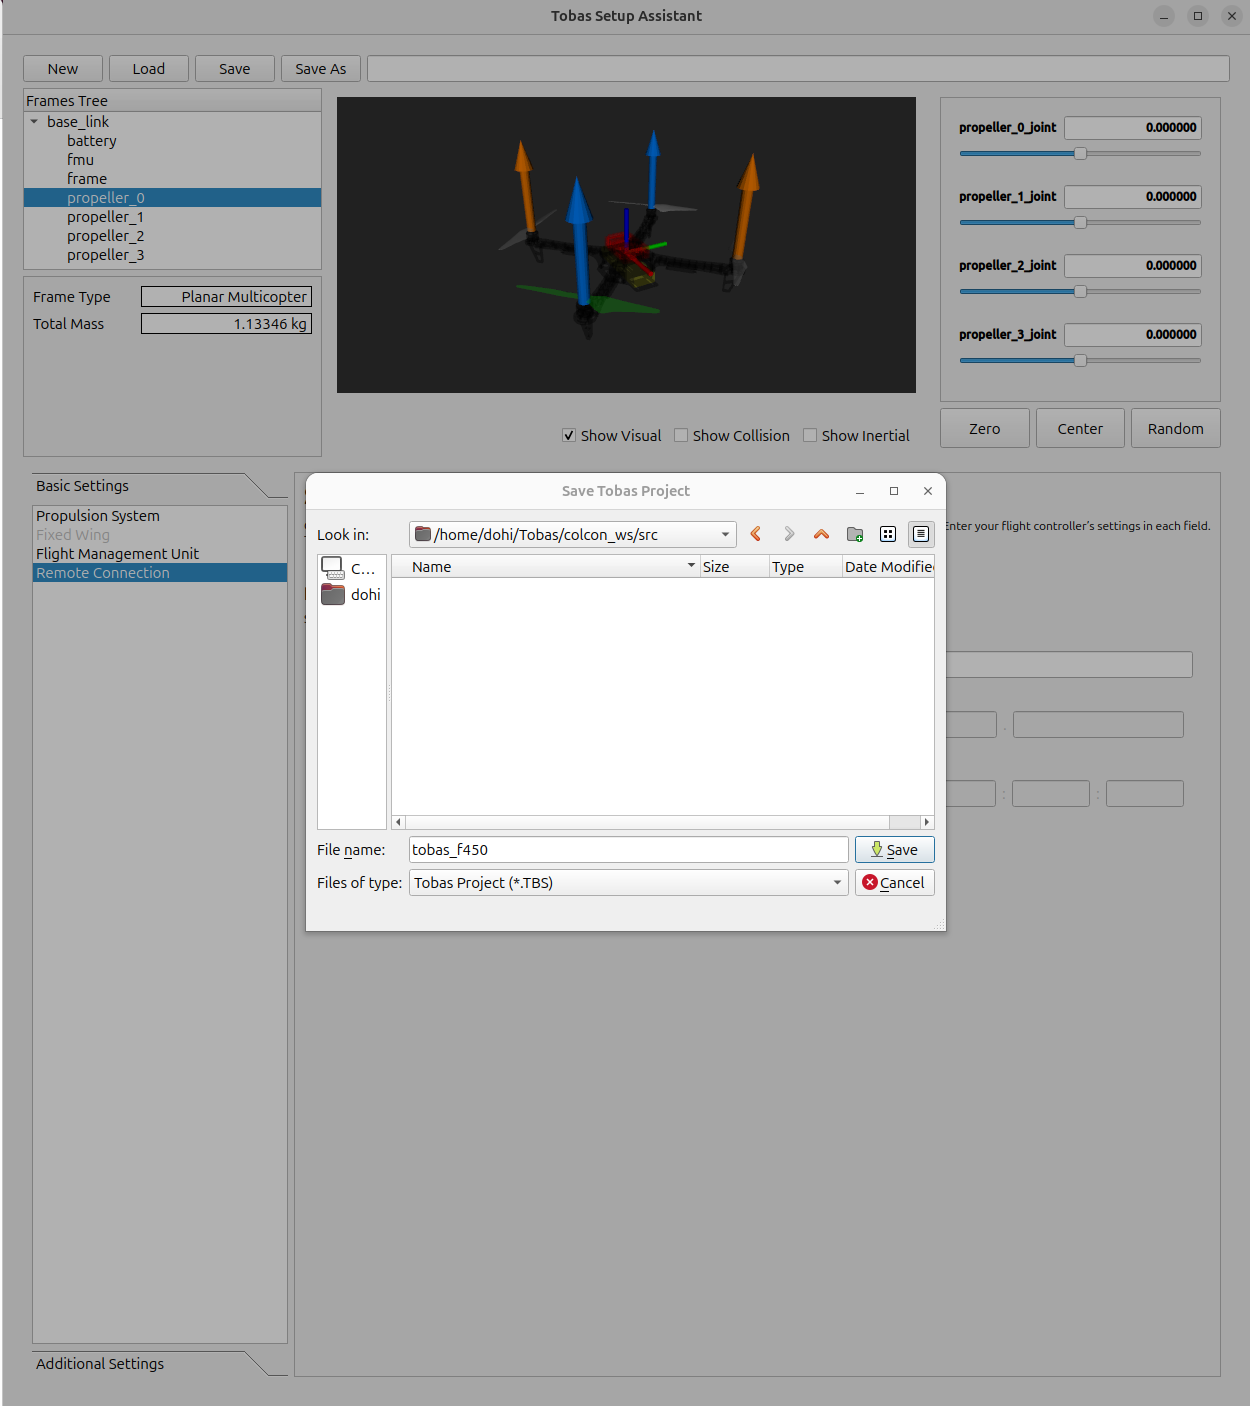 Tobas Setup Assistant
New Load Save Save As
Frames Tree
base_link
battery
fmu
frame
propeller_0
propeller_1
propeller_2
propeller_3
Frame Type Planar Multicopter
Total Mass 1.13346 kg
Show Visual Show Collision Show Inertial
propeller_0_joint 0.000000
propeller_1_joint 0.000000
propeller_2_joint 0.000000
propeller_3_joint 0.000000
Zero Center Random
Basic Settings
Propulsion System
Fixed Wing
Flight Management Unit
Remote Connection
Additional Settings
Enter your flight controller's settings in each field.
. 
: :
Save Tobas Project
Look in: /home/dohi/Tobas/colcon_ws/src
C...
dohi
Name Size Type Date Modified
File name: tobas_f450 Save
Files of type: Tobas Project (*.TBS) Cancel